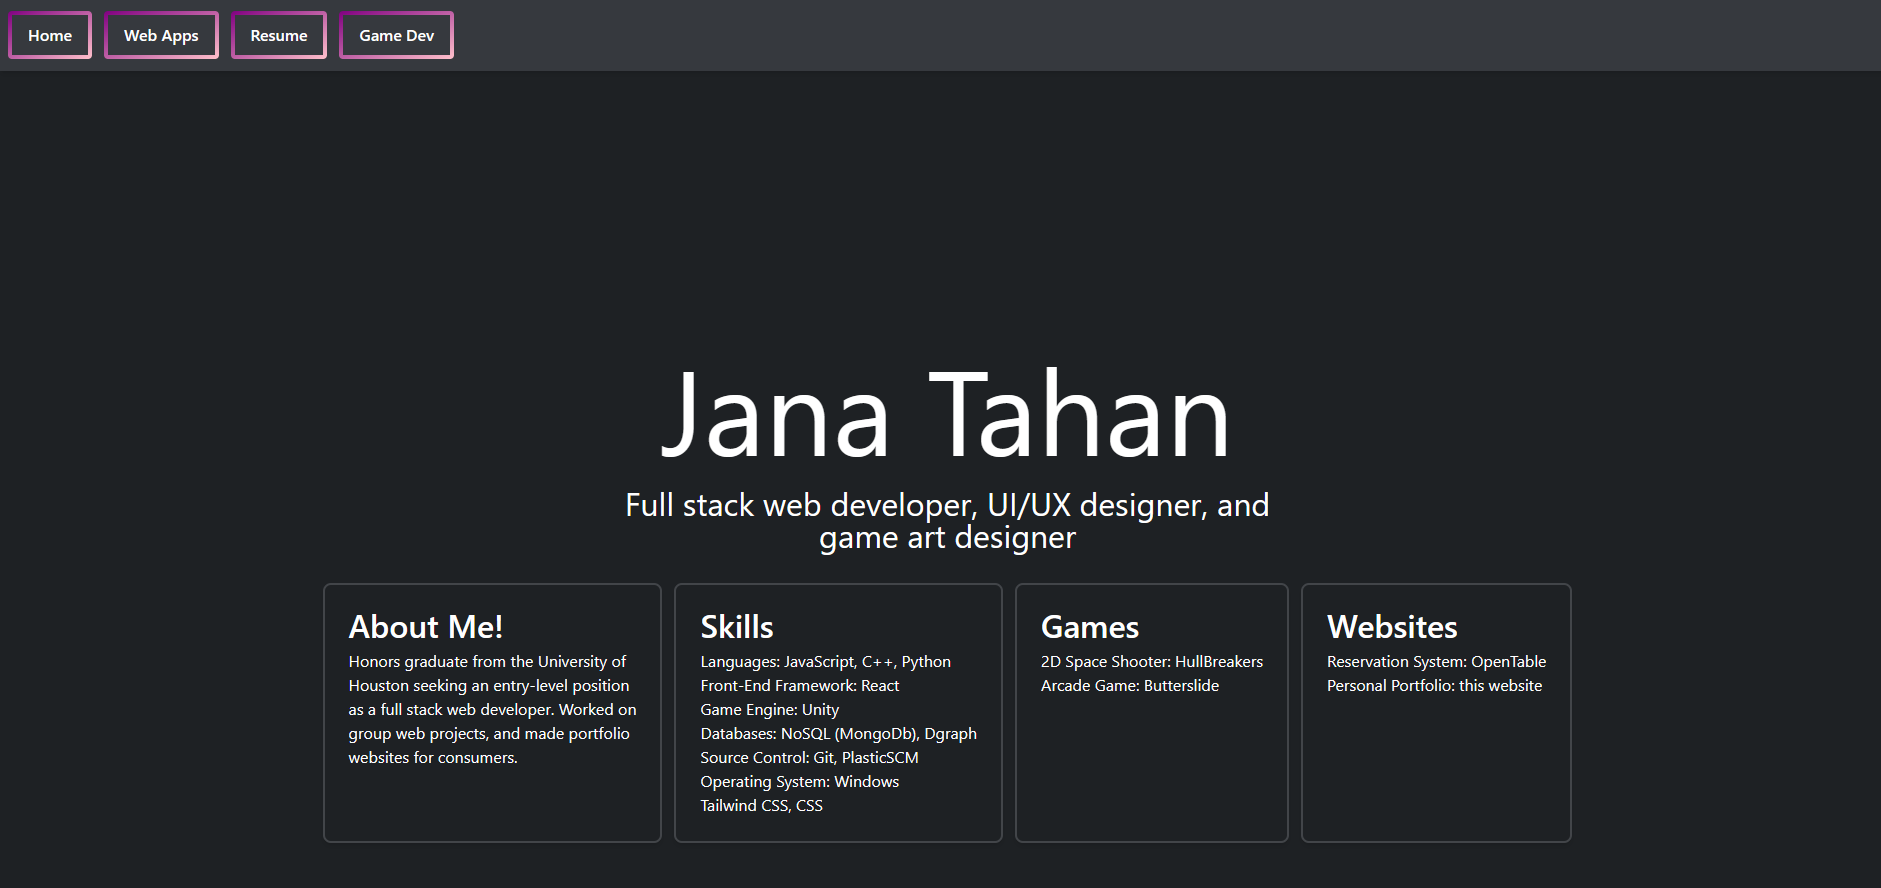 Home
Web Apps
Resume
Game Dev
Jana Tahan
Full stack web developer, UI/UX designer, and
game art designer
About Me!
Honors graduate from the University of
Houston seeking an entry-level position
as a full stack web developer. Worked on
group web projects, and made portfolio
websites for consumers.
Skills
Languages: JavaScript, C++, Python
Front-End Framework: React
Game Engine: Unity
Databases: NoSQL (MongoDb), Dgraph
Source Control: Git, PlasticSCM
Operating System: Windows
Tailwind CSS, CSS
Games
2D Space Shooter: HullBreakers
Arcade Game: Butterslide
Websites
Reservation System: OpenTable
Personal Portfolio: this website